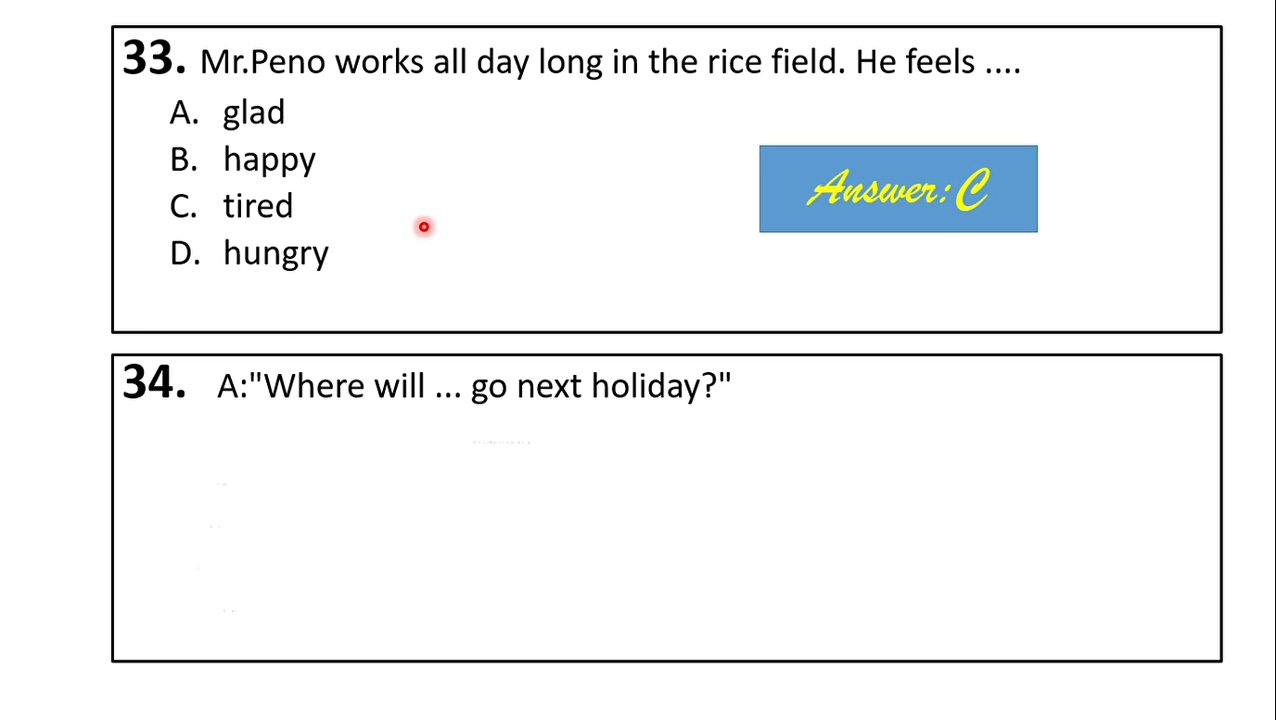 33. Mr.Peno works all day long in the rice field. He feels ....
A. glad
B. happy
C. tired
D. hungry
Answer: C
34. A:"Where will ... go next holiday?"